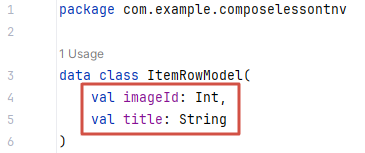 1 package com.example.composelessontnv
2
1 Usage
3 data class ItemRowModel(
4 val imageId: Int,
5 val title: String
6 )